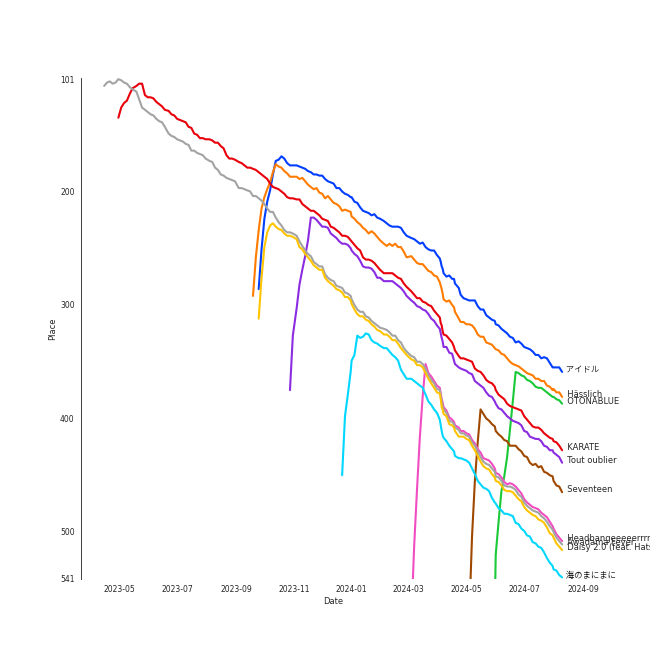 101
200
300
400
500
541
Place
2023-05
2023-07
2023-09
2023-11
2024-01
2024-03
2024-05
2024-07
2024-09
Date
アイドル
Hässlich
OTONABLUE
KARATE
Tout oublier
Seventeen
Headbangeeeeerrrr
Daisy 2.0 (feat. Hats
海のまにまに